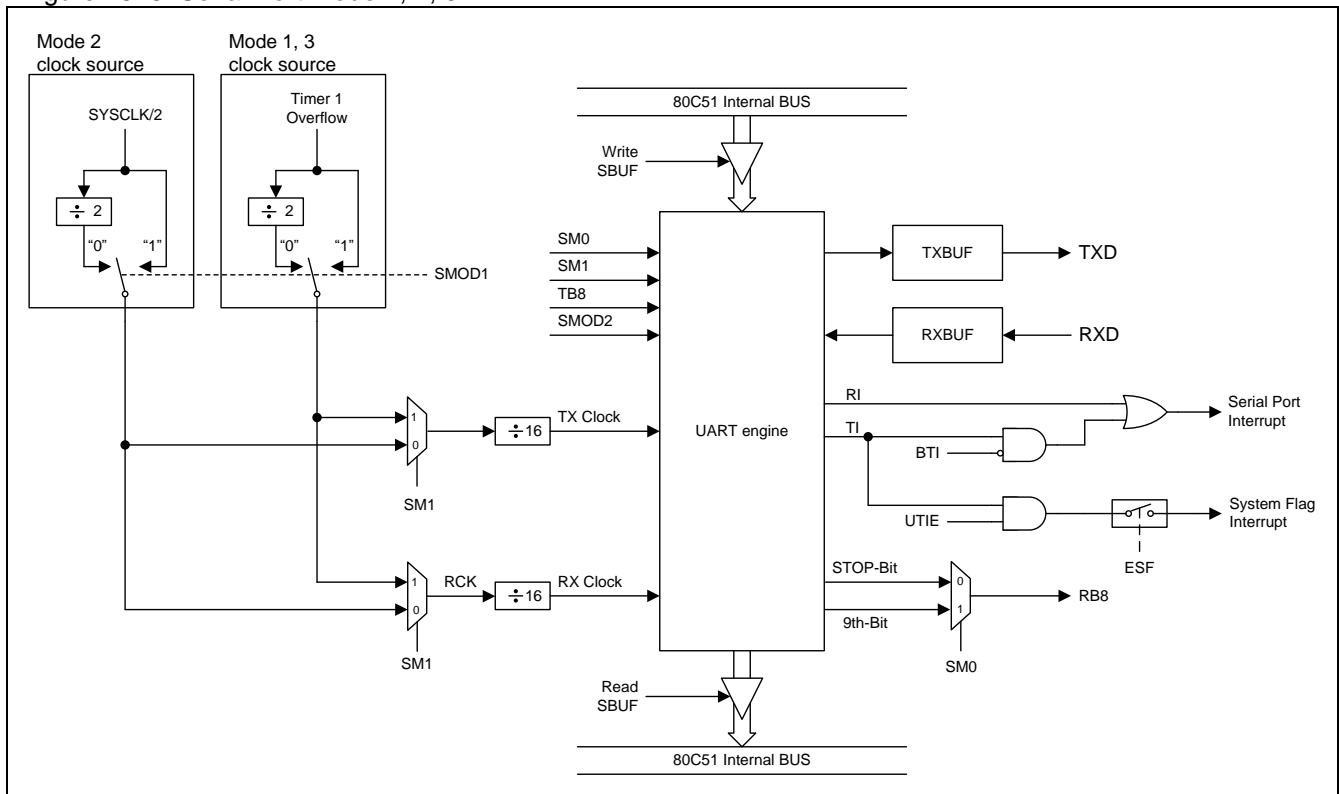 Mode 2
clock source
Mode 1, 3
clock source
SYSCLK/2
Timer 1
Overflow
÷ 2
÷ 2
“0”
“1”
“0”
“1”
SMOD1
80C51 Internal BUS
Write
SBUF
SM0
SM1
TB8
SMOD2
TXBUF
TXD
RXBUF
RXD
UART engine
RI
TI
BTI
Serial Port
Interrupt
UTIE
System Flag
Interrupt
ESF
1
0
TX Clock
÷16
SM1
1
0
RCK
÷16
RX Clock
SM1
STOP-Bit
9th-Bit
0
1
RB8
SM0
Read
SBUF
80C51 Internal BUS